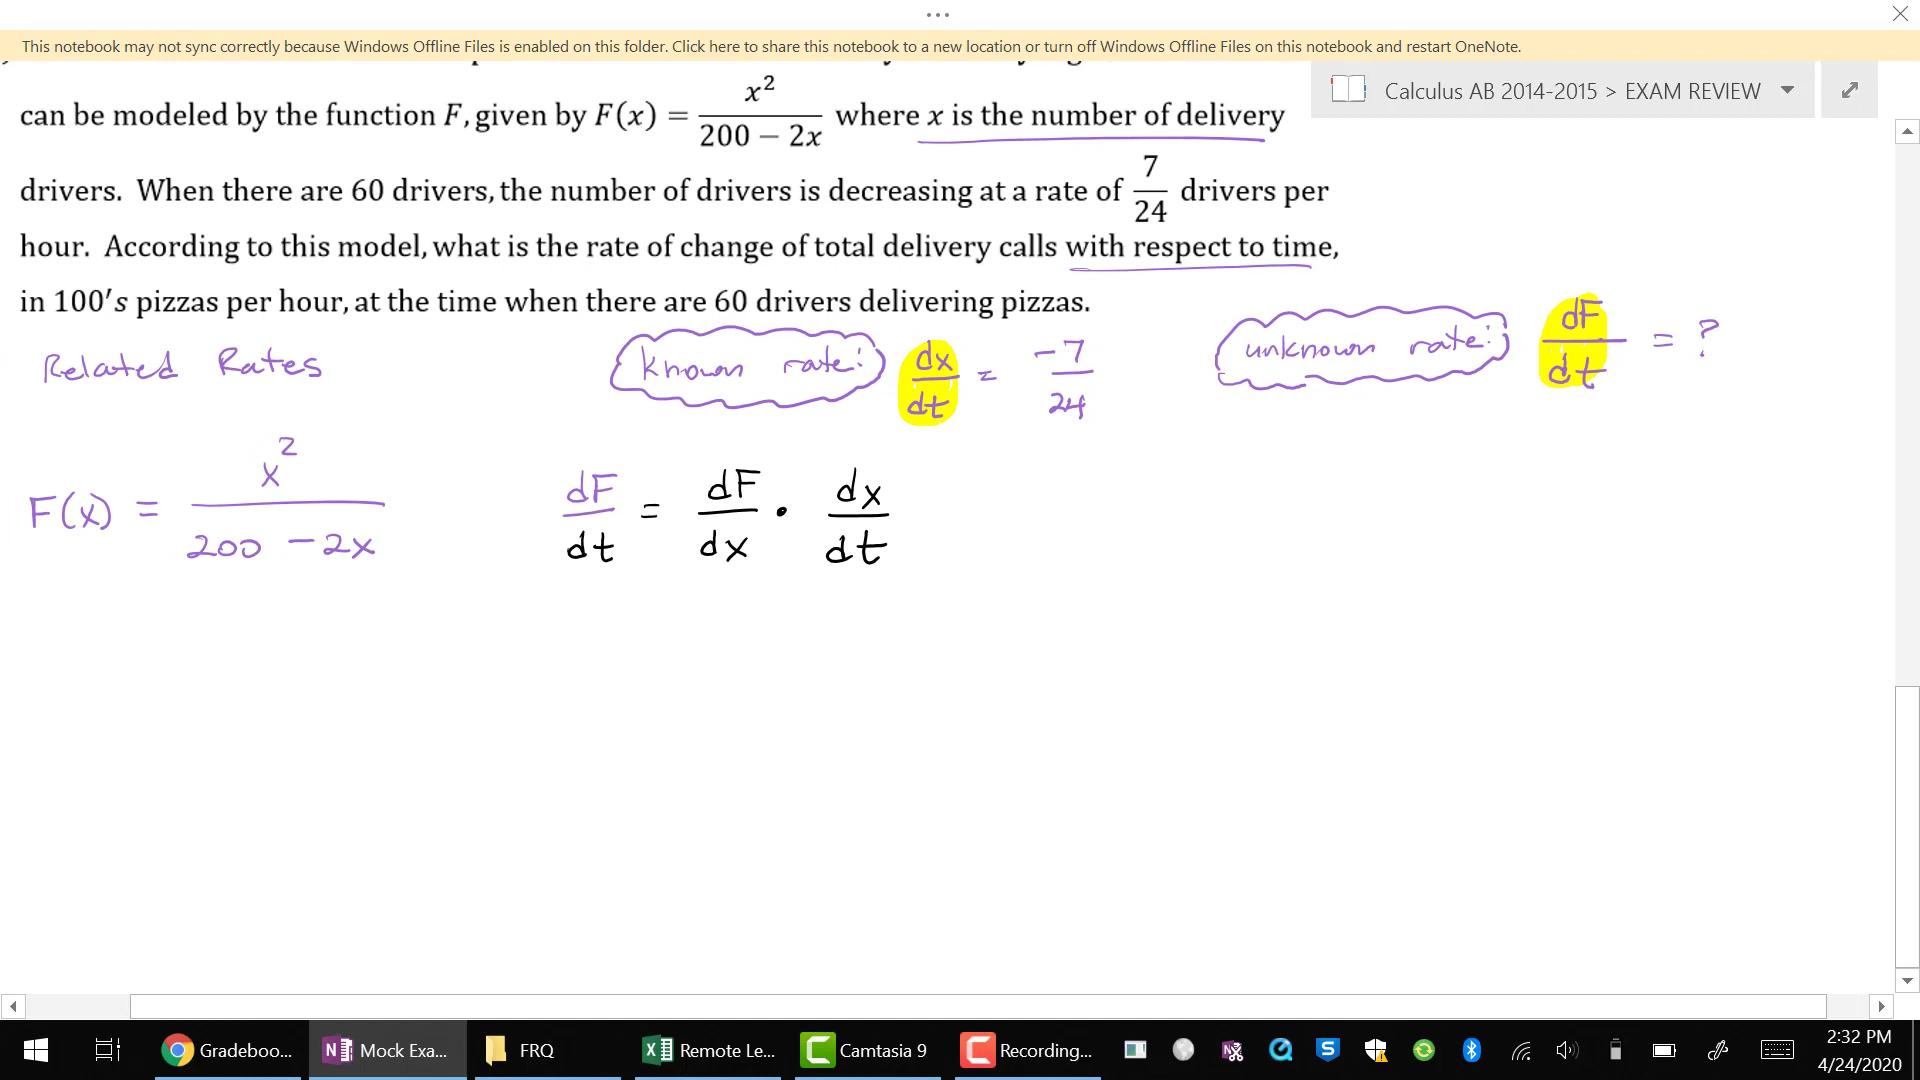 This notebook may not sync correctly because Windows Offline Files is enabled on this folder. Click here to share this notebook to a new location or turn off Windows Offline Files on this notebook and restart OneNote.
Calculus AB 2014-2015 > EXAM REVIEW
can be modeled by the function F, given by F(x) = x² / (200 − 2x) where x is the number of delivery
drivers. When there are 60 drivers, the number of drivers is decreasing at a rate of 7/24 drivers per
hour. According to this model, what is the rate of change of total delivery calls with respect to time,
in 100's pizzas per hour, at the time when there are 60 drivers delivering pizzas.
Related Rates
known rate: dx/dt = -7/24
unknown rate: dF/dt = ?
F(x) = x² / (200 - 2x)
dF/dt = dF/dx · dx/dt
Gradeboo...
Mock Exa...
FRQ
Remote Le...
Camtasia 9
Recording...
2:32 PM
4/24/2020